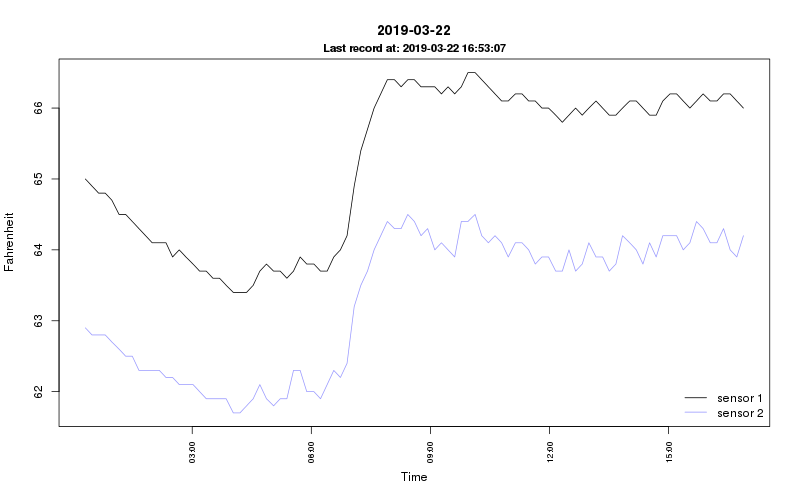 2019-03-22
Last record at: 2019-03-22 16:53:07
Fahrenheit
66
65
64
63
62
sensor 1
sensor 2
03:00
06:00
09:00
12:00
15:00
Time